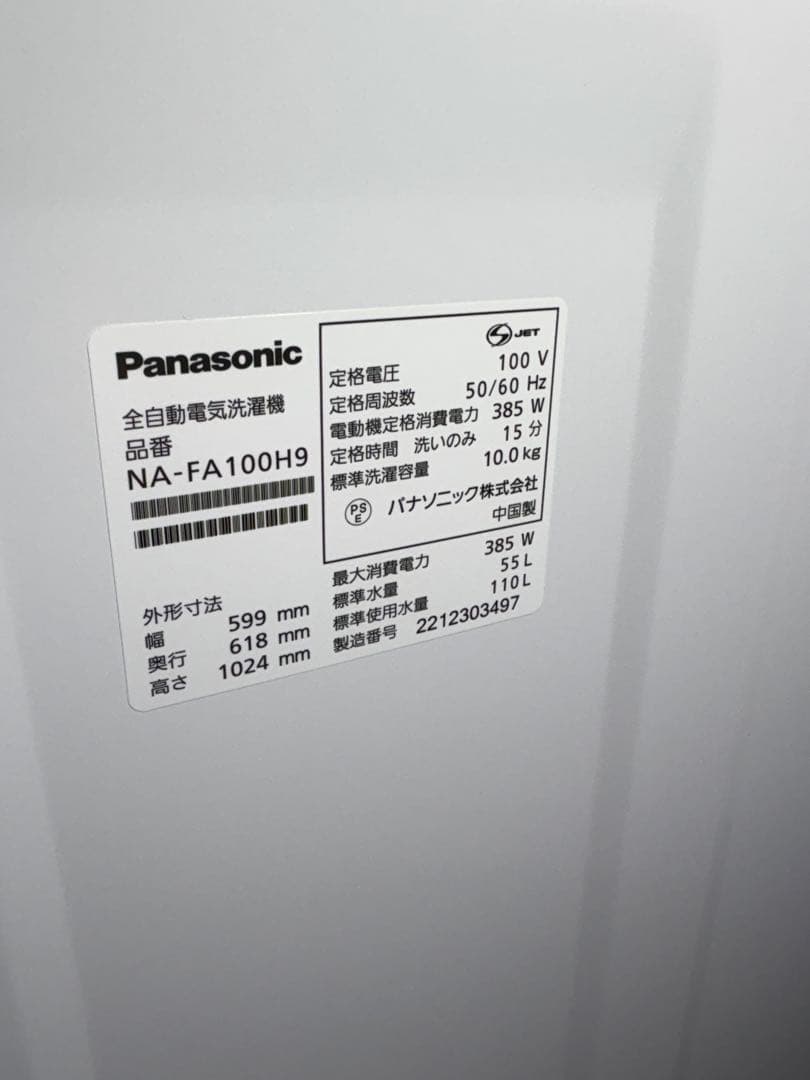 Panasonic
全自動電気洗濯機
品番
NA-FA100H9
外形寸法
幅 599 mm
奥行 618 mm
高さ 1024 mm
JET
定格電圧 100 V
定格周波数 50/60 Hz
電動機定格消費電力 385 W
定格時間 洗いのみ 15 分
標準洗濯容量 10.0 kg
PS
E
パナソニック株式会社
中国製
最大消費電力 385 W
標準水量 55 L
標準使用水量 110 L
製造番号 2212303497